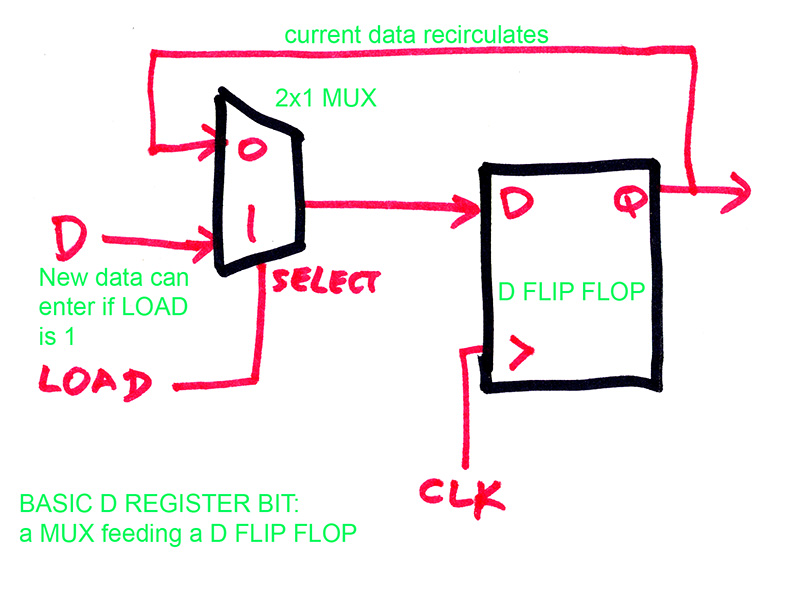 current data recirculates
2x1 MUX
0
1
D
New data can
enter if LOAD
is 1
LOAD
SELECT
D Q
D FLIP FLOP
>
CLK
BASIC D REGISTER BIT:
a MUX feeding a D FLIP FLOP